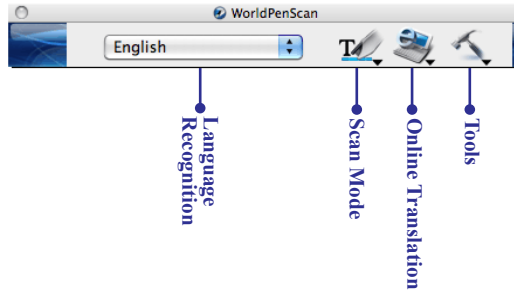 WorldPenScan
English
T
Language
Recognition
Scan Mode
Online Translation
Tools